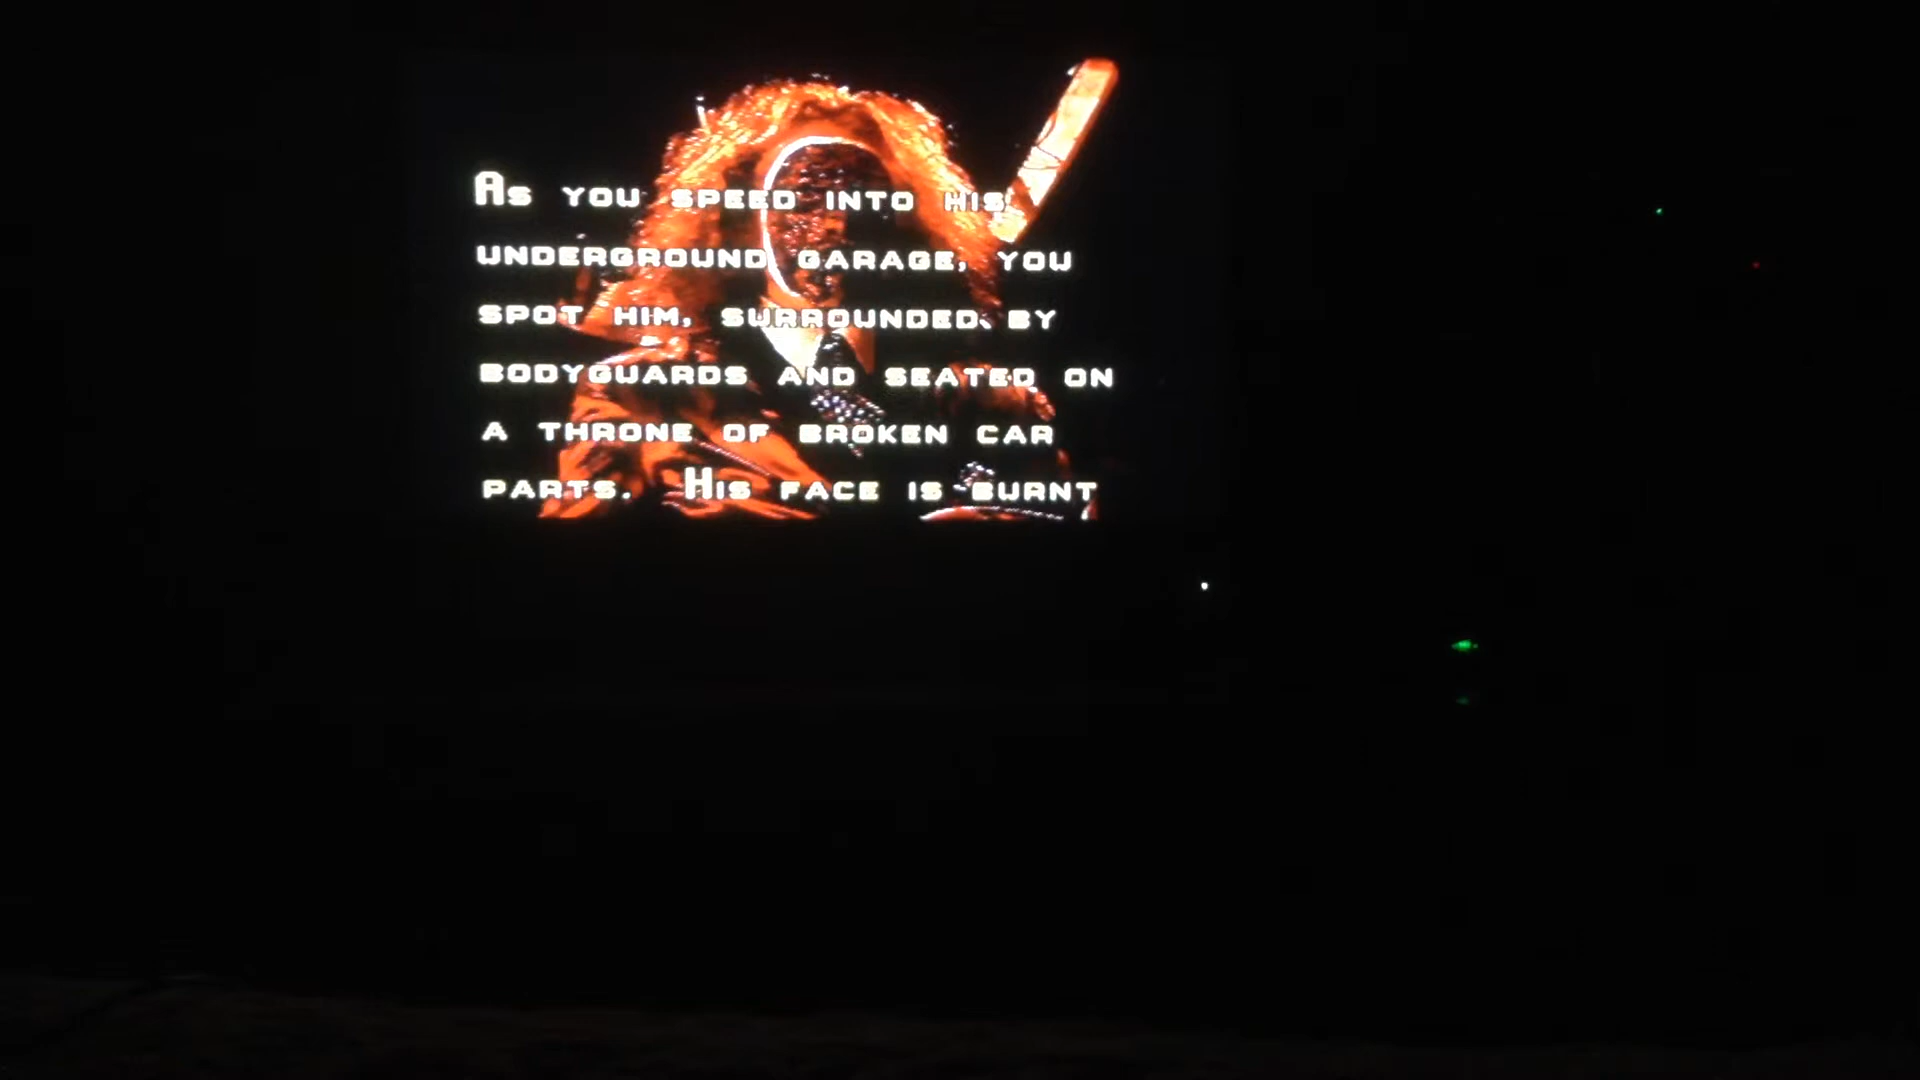 As you speed into his
underground garage, you
spot him, surrounded by
bodyguards and seated on
a throne of broken car
parts. His face is burnt